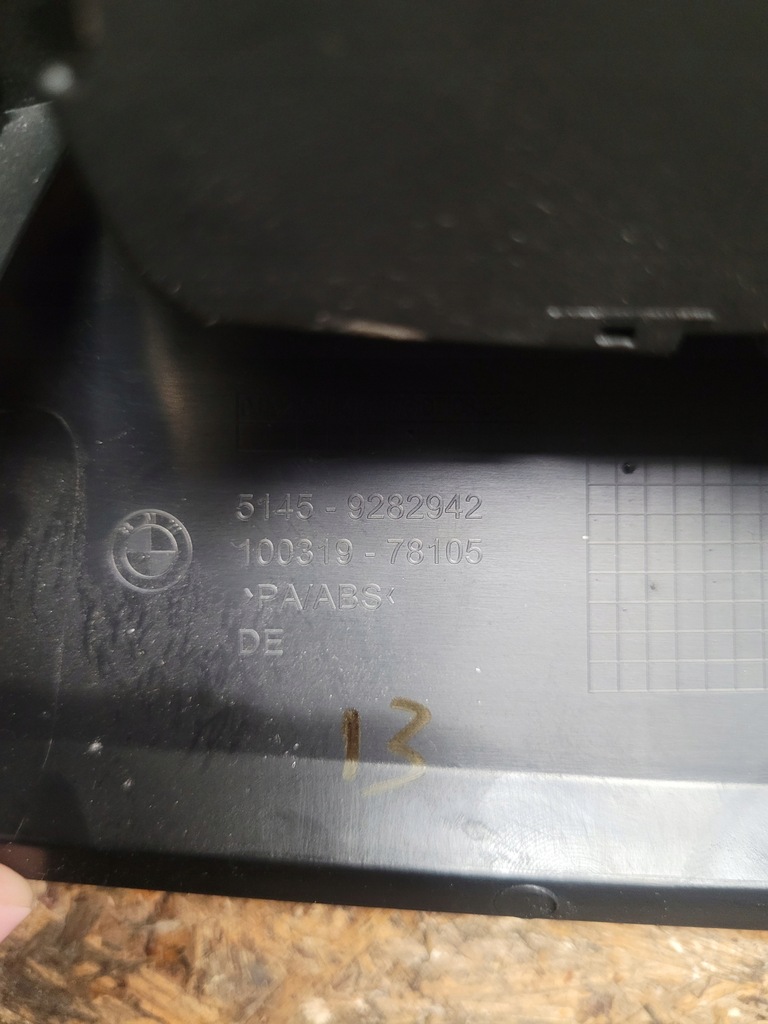 5145 - 9282942
100319 - 78105
>PA/ABS<
DE
13